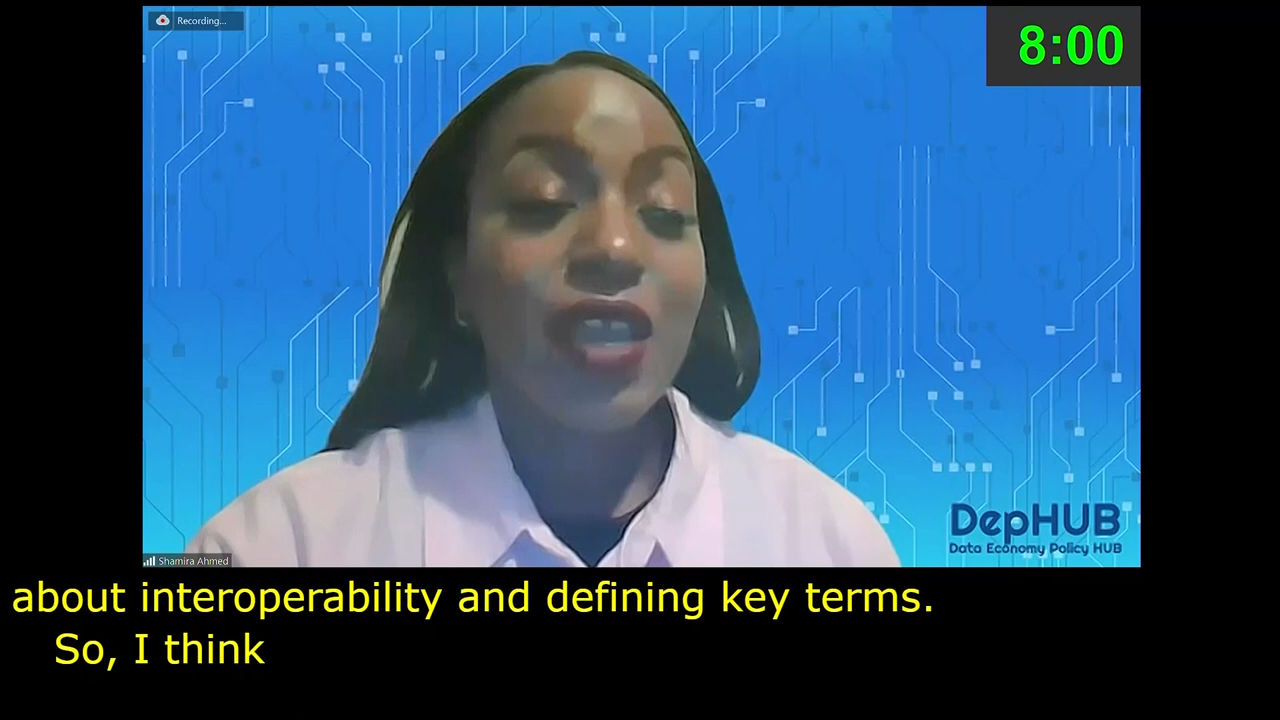 Recording...
8:00
DepHUB
Data Economy Policy HUB
Shamira Ahmed
about interoperability and defining key terms.
So, I think